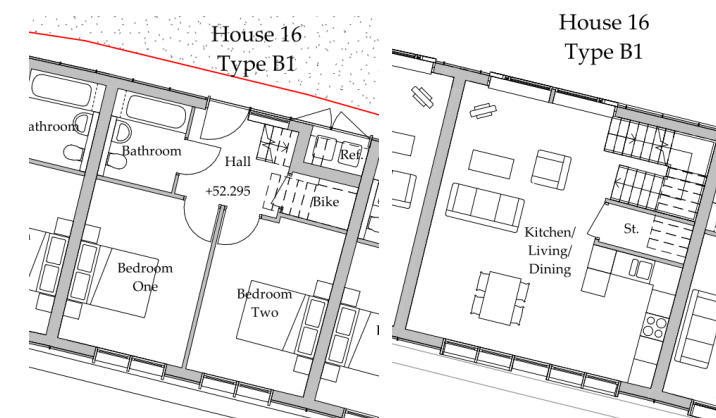 House 16
Type B1
athroom
Bathroom
Hall
Ref.
+52.295
Bike
Bedroom
One
Bedroom
Two
House 16
Type B1
Kitchen/
Living/
Dining
St.